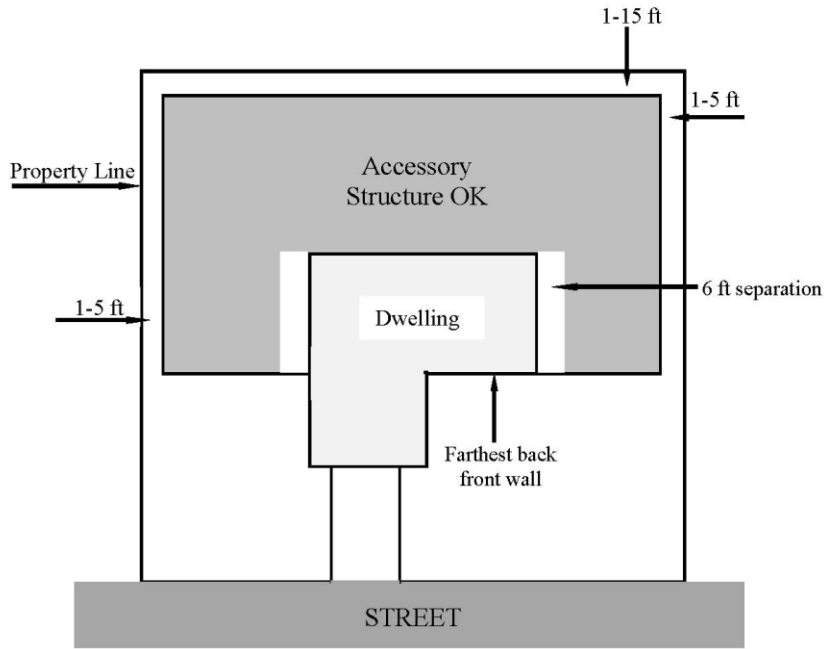 1-15 ft
1-5 ft
Property Line
Accessory
Structure OK
6 ft separation
1-5 ft
Dwelling
Farthest back
front wall
STREET